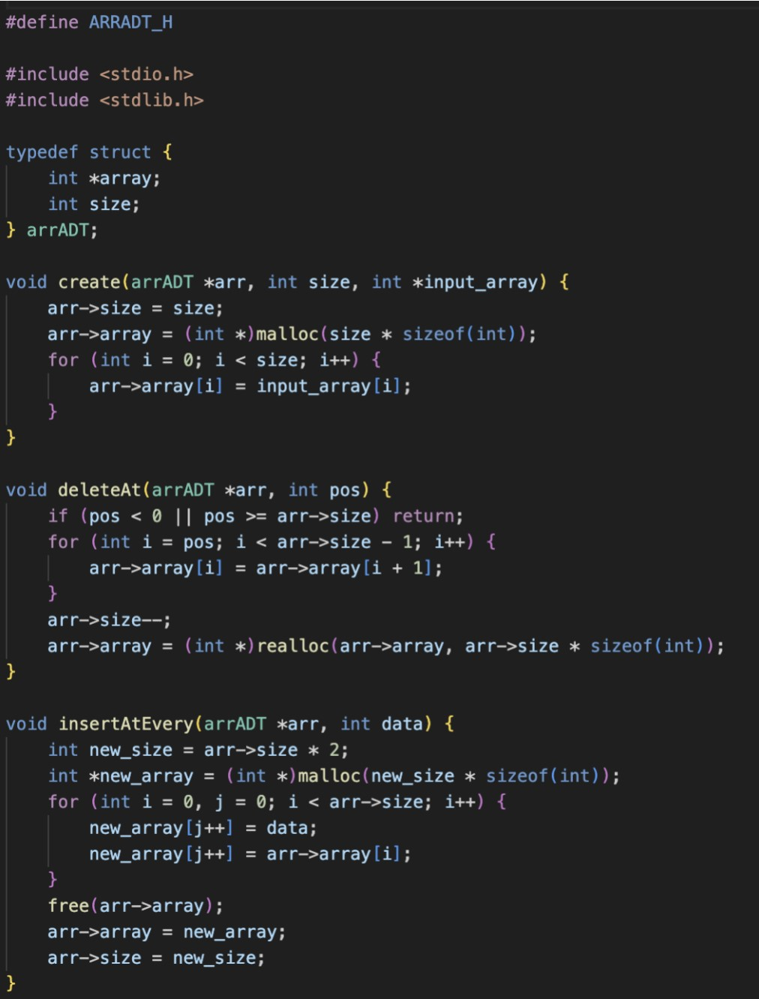 #define ARRADT_H

#include <stdio.h>
#include <stdlib.h>

typedef struct {
    int *array;
    int size;
} arrADT;

void create(arrADT *arr, int size, int *input_array) {
    arr->size = size;
    arr->array = (int *)malloc(size * sizeof(int));
    for (int i = 0; i < size; i++) {
        arr->array[i] = input_array[i];
    }
}

void deleteAt(arrADT *arr, int pos) {
    if (pos < 0 || pos >= arr->size) return;
    for (int i = pos; i < arr->size - 1; i++) {
        arr->array[i] = arr->array[i + 1];
    }
    arr->size--;
    arr->array = (int *)realloc(arr->array, arr->size * sizeof(int));
}

void insertAtEvery(arrADT *arr, int data) {
    int new_size = arr->size * 2;
    int *new_array = (int *)malloc(new_size * sizeof(int));
    for (int i = 0, j = 0; i < arr->size; i++) {
        new_array[j++] = data;
        new_array[j++] = arr->array[i];
    }
    free(arr->array);
    arr->array = new_array;
    arr->size = new_size;
}